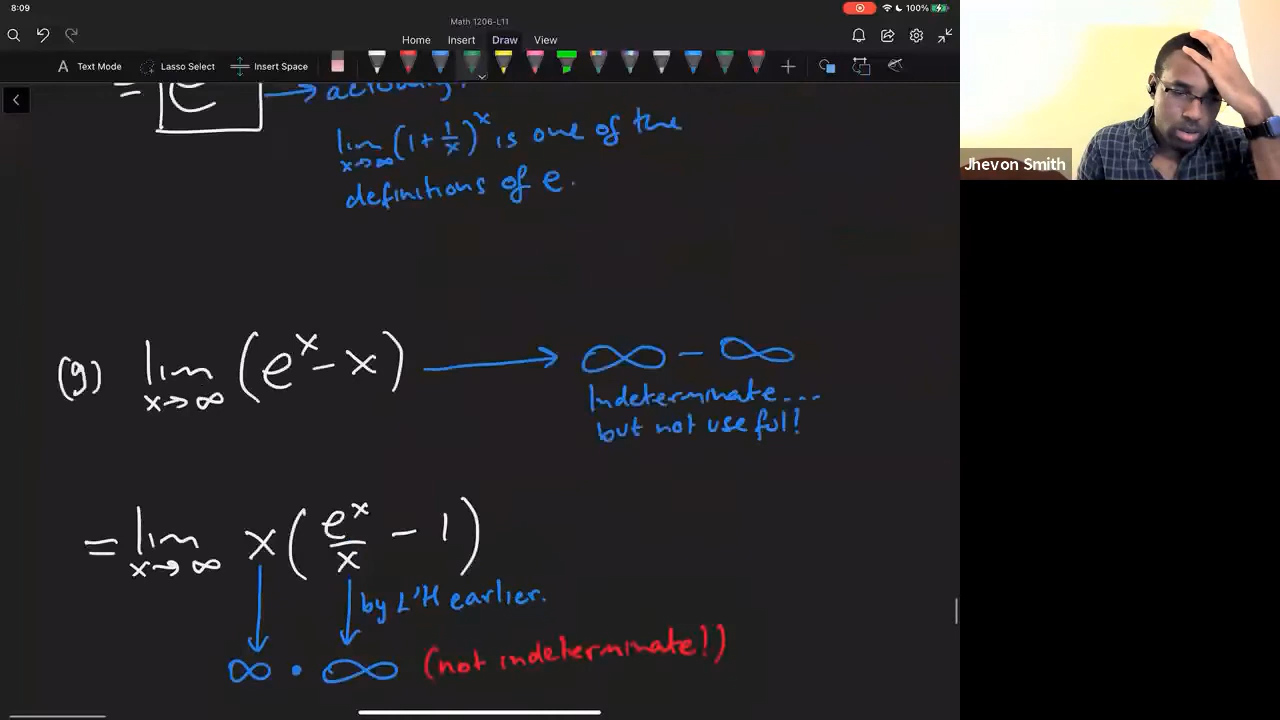 8:09
100%
Math 1206-L11
Home Insert Draw View
Text Mode Lasso Select Insert Space
Jhevon Smith
= e → actually,
lim x→∞ (1 + 1/x)^x is one of the
definitions of e.
(g) lim x→∞ (e^x - x) → ∞ - ∞
Indeterminate....
but not useful!
= lim x→∞ x(e^x/x - 1)
by L'H earlier.
∞ · ∞ (not indeterminate!)